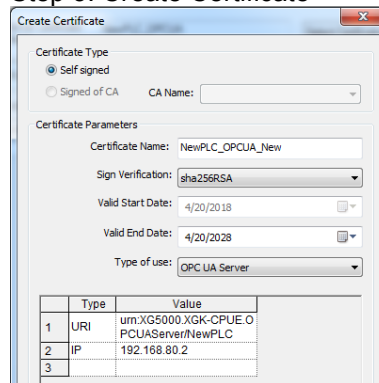 Step 3. Create Certificate
Create Certificate
Certificate Type
Self signed
Signed of CA CA Name:
Certificate Parameters
Certificate Name: NewPLC_OPCUA_New
Sign Verification: sha256RSA
Valid Start Date: 4/20/2018
Valid End Date: 4/20/2028
Type of use: OPC UA Server
Type Value
1 URI urn:XG5000.XGK-CPUE.O
PCUAServer/NewPLC
2 IP 192.168.80.2
3